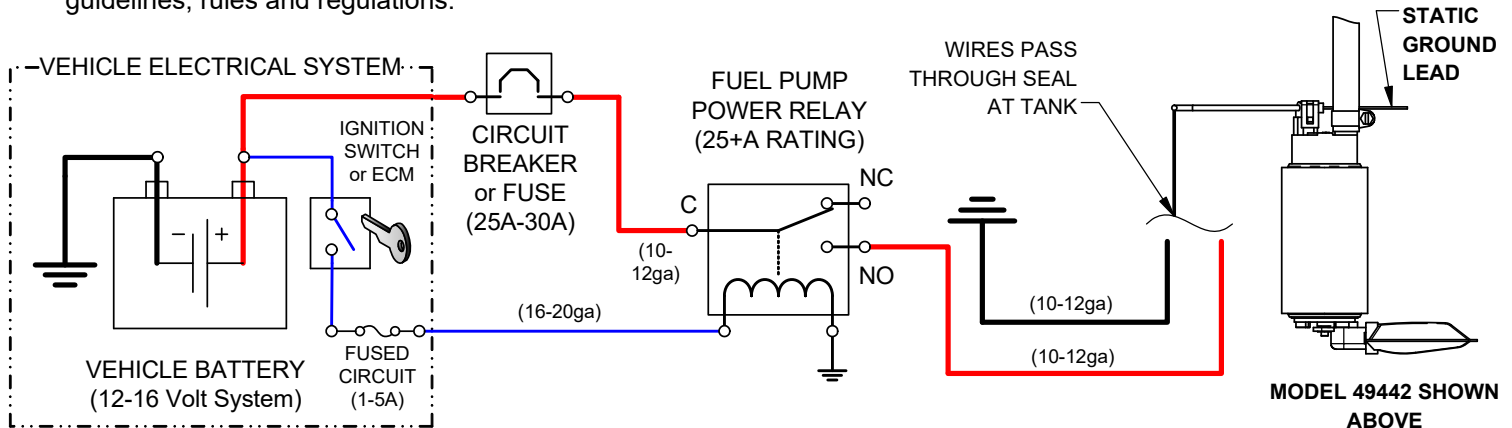 guidelines, rules and regulations.
VEHICLE ELECTRICAL SYSTEM
IGNITION
SWITCH
or ECM
−
+
VEHICLE BATTERY
(12-16 Volt System)
FUSED
CIRCUIT
(1-5A)
CIRCUIT
BREAKER
or FUSE
(25A-30A)
(16-20ga)
FUEL PUMP
POWER RELAY
(25+A RATING)
C
NC
NO
(10-
12ga)
WIRES PASS
THROUGH SEAL
AT TANK
(10-12ga)
(10-12ga)
STATIC
GROUND
LEAD
MODEL 49442 SHOWN
ABOVE